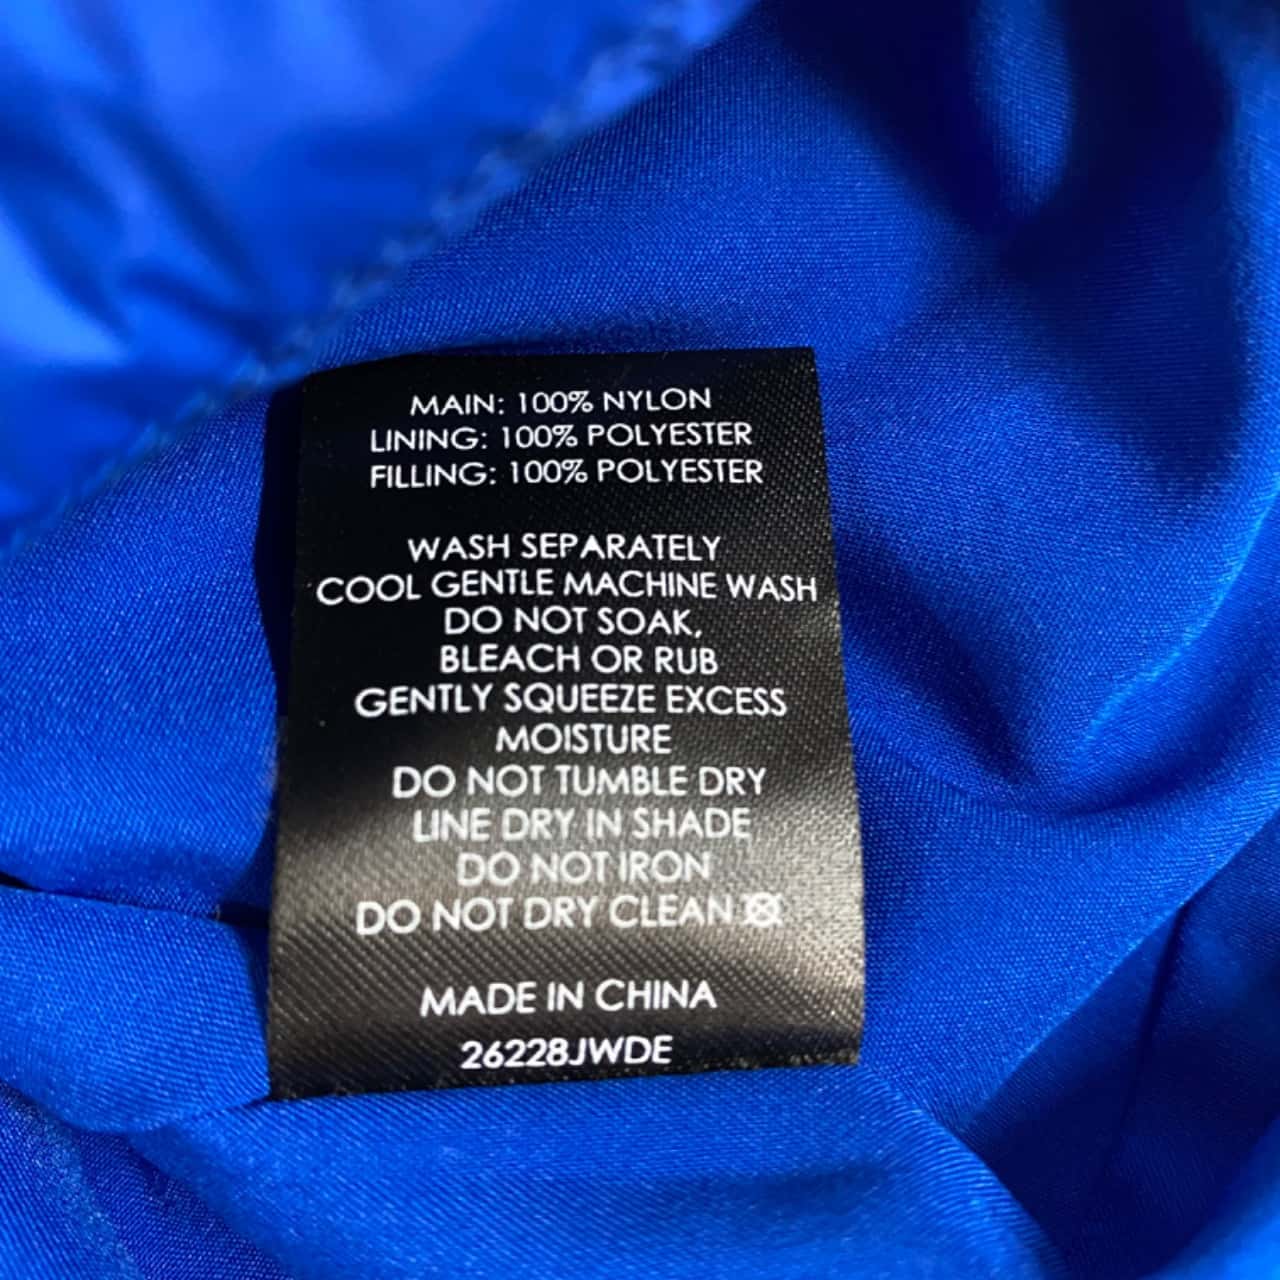 MAIN: 100% NYLON
LINING: 100% POLYESTER
FILLING: 100% POLYESTER
WASH SEPARATELY
COOL GENTLE MACHINE WASH
DO NOT SOAK,
BLEACH OR RUB
GENTLY SQUEEZE EXCESS
MOISTURE
DO NOT TUMBLE DRY
LINE DRY IN SHADE
DO NOT IRON
DO NOT DRY CLEAN
MADE IN CHINA
26228JWDE